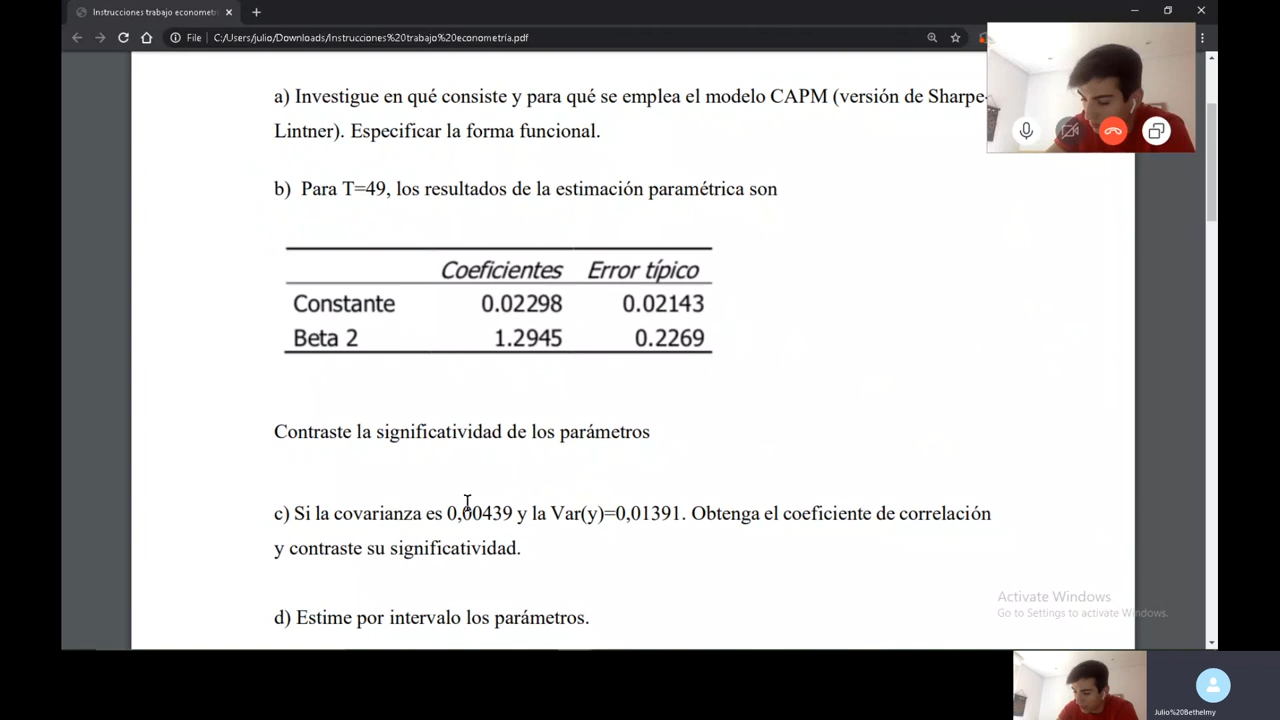 Instrucciones trabajo econometrí
File
C:/Users/julio/Downloads/Instrucciones%20trabajo%20econometría.pdf
a) Investigue en qué consiste y para qué se emplea el modelo CAPM (versión de Sharpe-
Lintner). Especificar la forma funcional.
b) Para T=49, los resultados de la estimación paramétrica son
Coeficientes Error típico
Constante 0.02298 0.02143
Beta 2 1.2945 0.2269
Contraste la significatividad de los parámetros
c) Si la covarianza es 0,00439 y la Var(y)=0,01391. Obtenga el coeficiente de correlación
y contraste su significatividad.
d) Estime por intervalo los parámetros.
Activate Windows
Go to Settings to activate Windows.
Julio%20Bethelmy